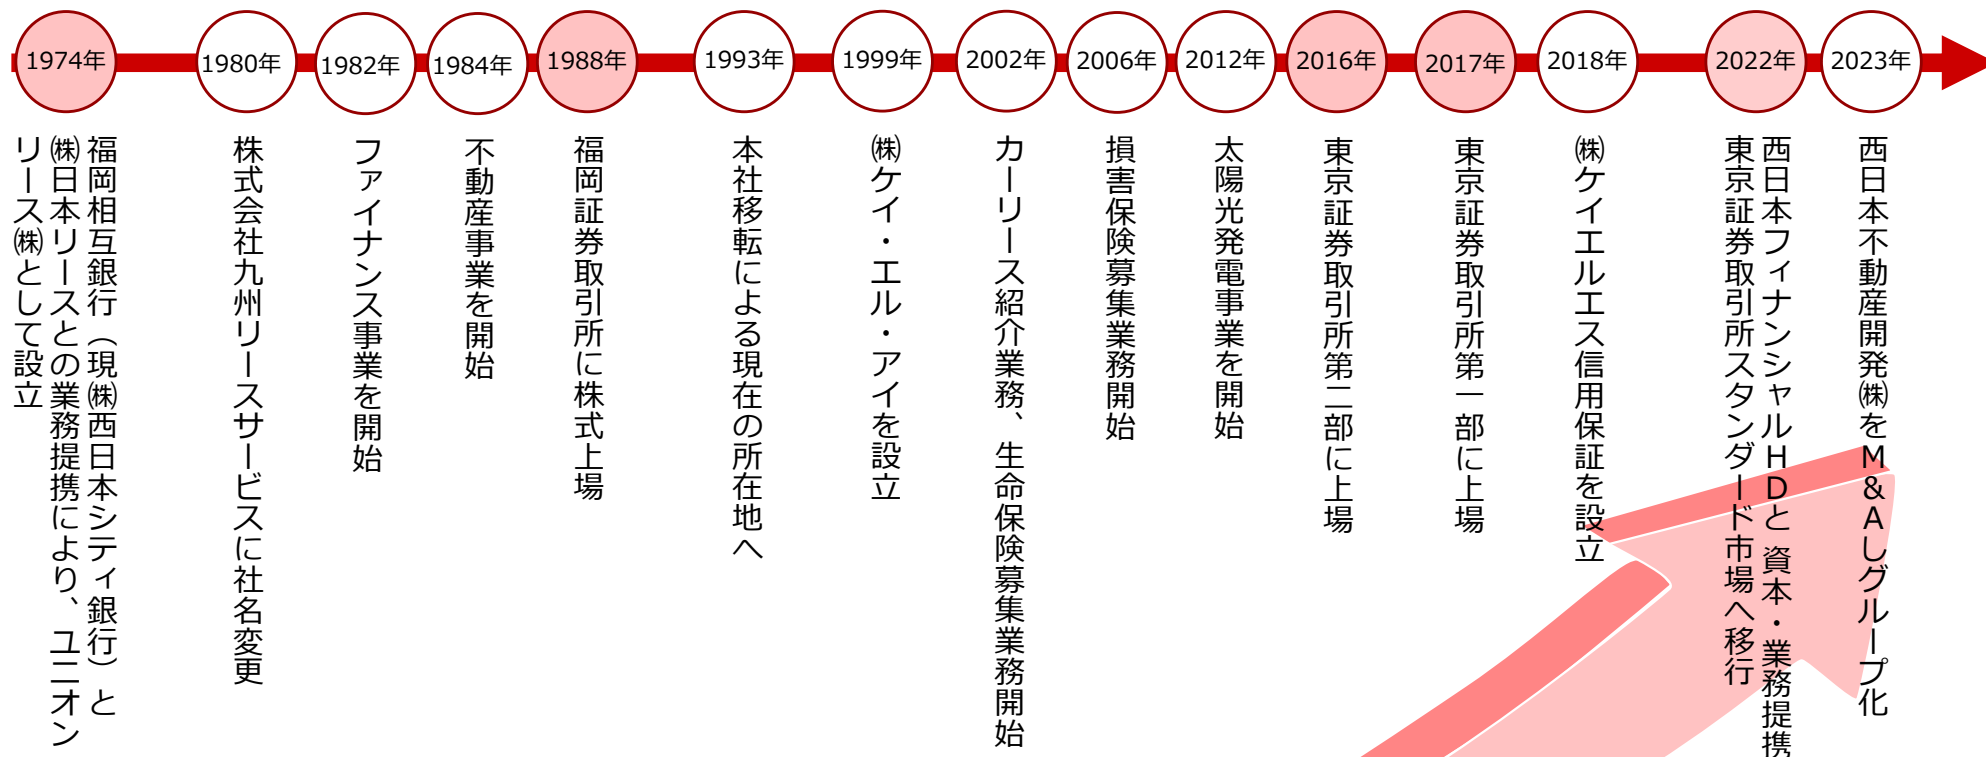 1974年
1980年
1982年
1984年
1988年
1993年
1999年
2002年
2006年
2012年
2016年
2017年
2018年
2022年
2023年
福岡相互銀行（現㈱西日本シティ銀行）と
㈱日本リースとの業務提携により、ユニオン
リース㈱として設立
株式会社九州リースサービスに社名変更
ファイナンス事業を開始
不動産事業を開始
福岡証券取引所に株式上場
本社移転による現在の所在地へ
㈱ケイ・エル・アイを設立
カーリース紹介業務、生命保険募集業務開始
損害保険募集業務開始
太陽光発電事業を開始
東京証券取引所第二部に上場
東京証券取引所第一部に上場
㈱ケイエルエス信用保証を設立
西日本フィナンシャルＨＤと 資本・業務提携
東京証券取引所スタンダード市場へ移行
西日本不動産開発㈱をＭ＆Ａしグループ化